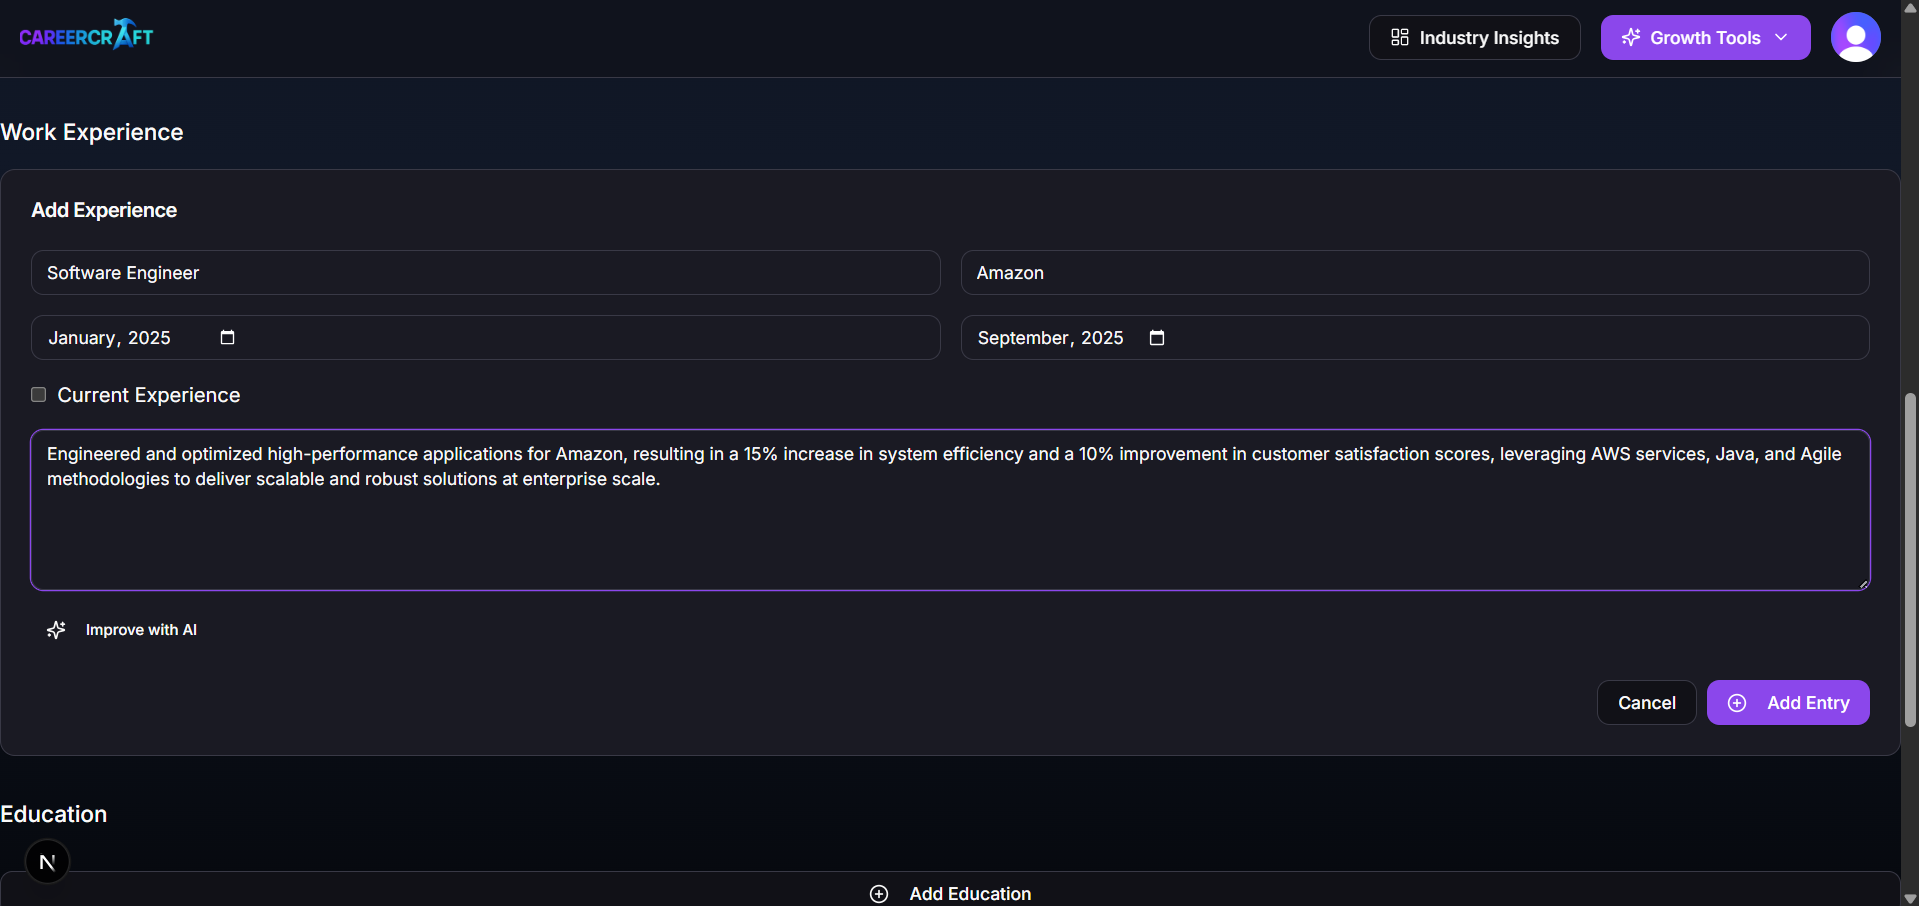 CAREERCRAFT
Industry Insights
Growth Tools
Work Experience
Add Experience
Software Engineer
Amazon
January, 2025
September, 2025
Current Experience
Engineered and optimized high-performance applications for Amazon, resulting in a 15% increase in system efficiency and a 10% improvement in customer satisfaction scores, leveraging AWS services, Java, and Agile
methodologies to deliver scalable and robust solutions at enterprise scale.
Improve with AI
Cancel
Add Entry
Education
N
Add Education